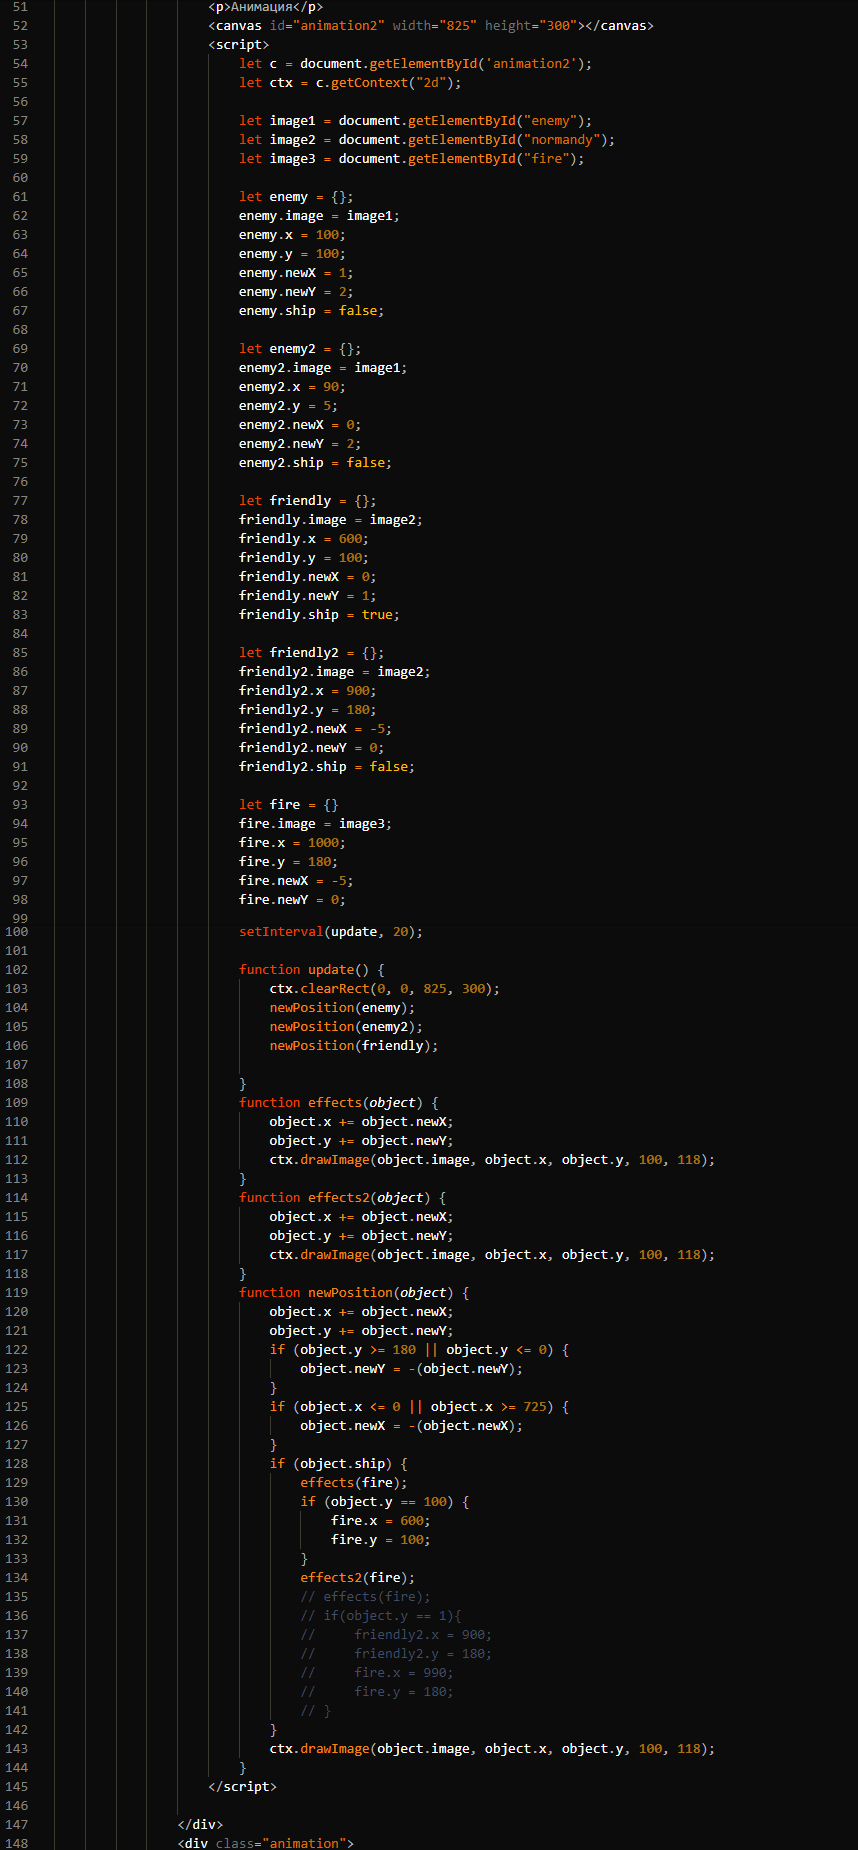 51 <p>Анимация</p>
52 <canvas id="animation2" width="825" height="300"></canvas>
53 <script>
54 let c = document.getElementById('animation2');
55 let ctx = c.getContext("2d");
56
57 let image1 = document.getElementById("enemy");
58 let image2 = document.getElementById("normandy");
59 let image3 = document.getElementById("fire");
60
61 let enemy = {};
62 enemy.image = image1;
63 enemy.x = 100;
64 enemy.y = 100;
65 enemy.newX = 1;
66 enemy.newY = 2;
67 enemy.ship = false;
68
69 let enemy2 = {};
70 enemy2.image = image1;
71 enemy2.x = 90;
72 enemy2.y = 5;
73 enemy2.newX = 0;
74 enemy2.newY = 2;
75 enemy2.ship = false;
76
77 let friendly = {};
78 friendly.image = image2;
79 friendly.x = 600;
80 friendly.y = 100;
81 friendly.newX = 0;
82 friendly.newY = 1;
83 friendly.ship = true;
84
85 let friendly2 = {};
86 friendly2.image = image2;
87 friendly2.x = 900;
88 friendly2.y = 180;
89 friendly2.newX = -5;
90 friendly2.newY = 0;
91 friendly2.ship = false;
92
93 let fire = {}
94 fire.image = image3;
95 fire.x = 1000;
96 fire.y = 180;
97 fire.newX = -5;
98 fire.newY = 0;
99
100 setInterval(update, 20);
101
102 function update() {
103 ctx.clearRect(0, 0, 825, 300);
104 newPosition(enemy);
105 newPosition(enemy2);
106 newPosition(friendly);
107
108 }
109 function effects(object) {
110 object.x += object.newX;
111 object.y += object.newY;
112 ctx.drawImage(object.image, object.x, object.y, 100, 118);
113 }
114 function effects2(object) {
115 object.x += object.newX;
116 object.y += object.newY;
117 ctx.drawImage(object.image, object.x, object.y, 100, 118);
118 }
119 function newPosition(object) {
120 object.x += object.newX;
121 object.y += object.newY;
122 if (object.y >= 180 || object.y <= 0) {
123 object.newY = -(object.newY);
124 }
125 if (object.x <= 0 || object.x >= 725) {
126 object.newX = -(object.newX);
127 }
128 if (object.ship) {
129 effects(fire);
130 if (object.y == 100) {
131 fire.x = 600;
132 fire.y = 100;
133 }
134 effects2(fire);
135 // effects(fire);
136 // if(object.y == 1){
137 //     friendly2.x = 900;
138 //     friendly2.y = 180;
139 //     fire.x = 990;
140 //     fire.y = 180;
141 // }
142 }
143 ctx.drawImage(object.image, object.x, object.y, 100, 118);
144 }
145 </script>
146
147 </div>
148 <div class="animation">